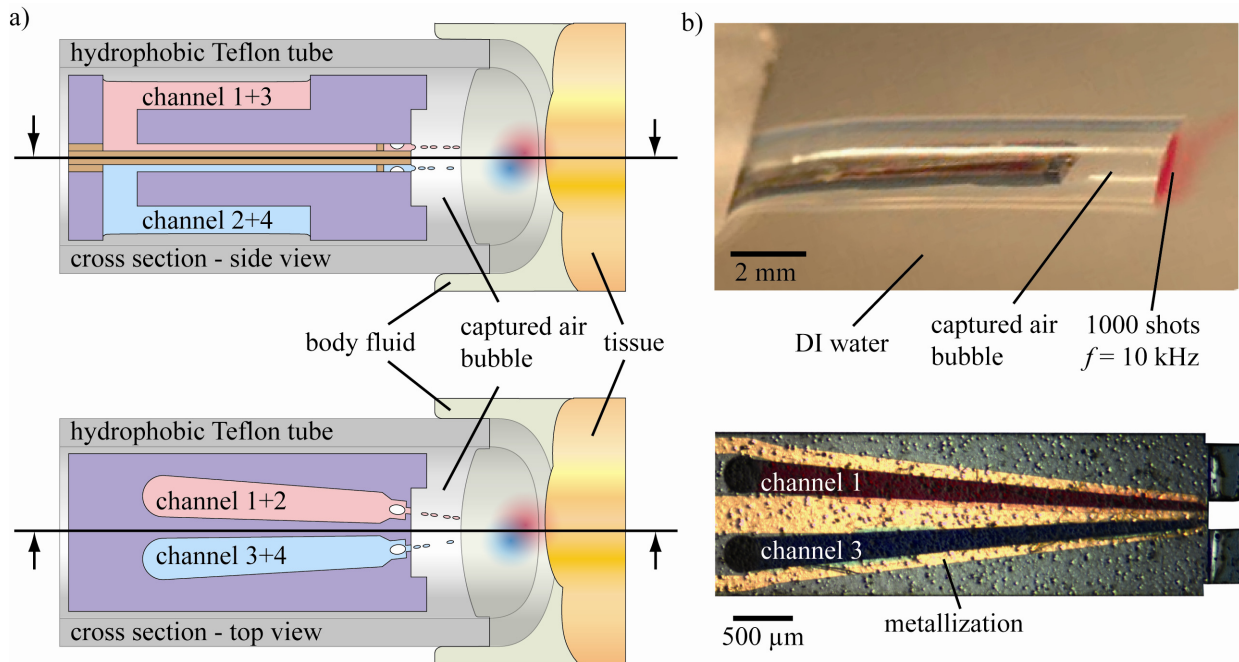 a)
hydrophobic Teflon tube
channel 1+3
channel 2+4
cross section - side view
body fluid
captured air
bubble
tissue
hydrophobic Teflon tube
channel 1+2
channel 3+4
cross section - top view
b)
2 mm
DI water
captured air
bubble
1000 shots
f = 10 kHz
channel 1
channel 3
500 µm
metallization